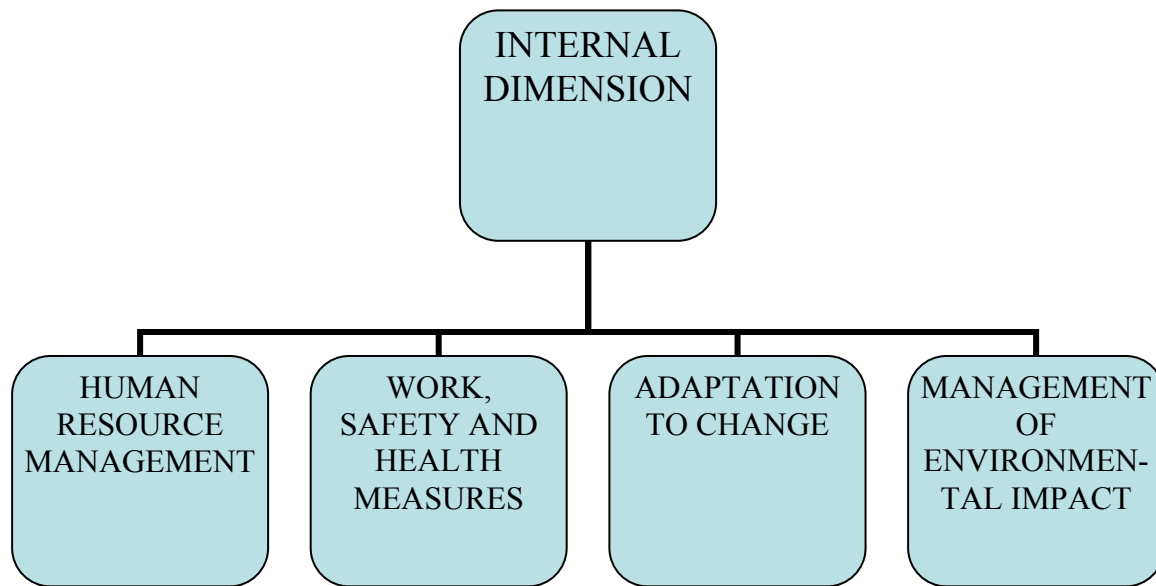 INTERNAL
DIMENSION
HUMAN
RESOURCE
MANAGEMENT
WORK,
SAFETY AND
HEALTH
MEASURES
ADAPTATION
TO CHANGE
MANAGEMENT
OF
ENVIRONMEN-
TAL IMPACT